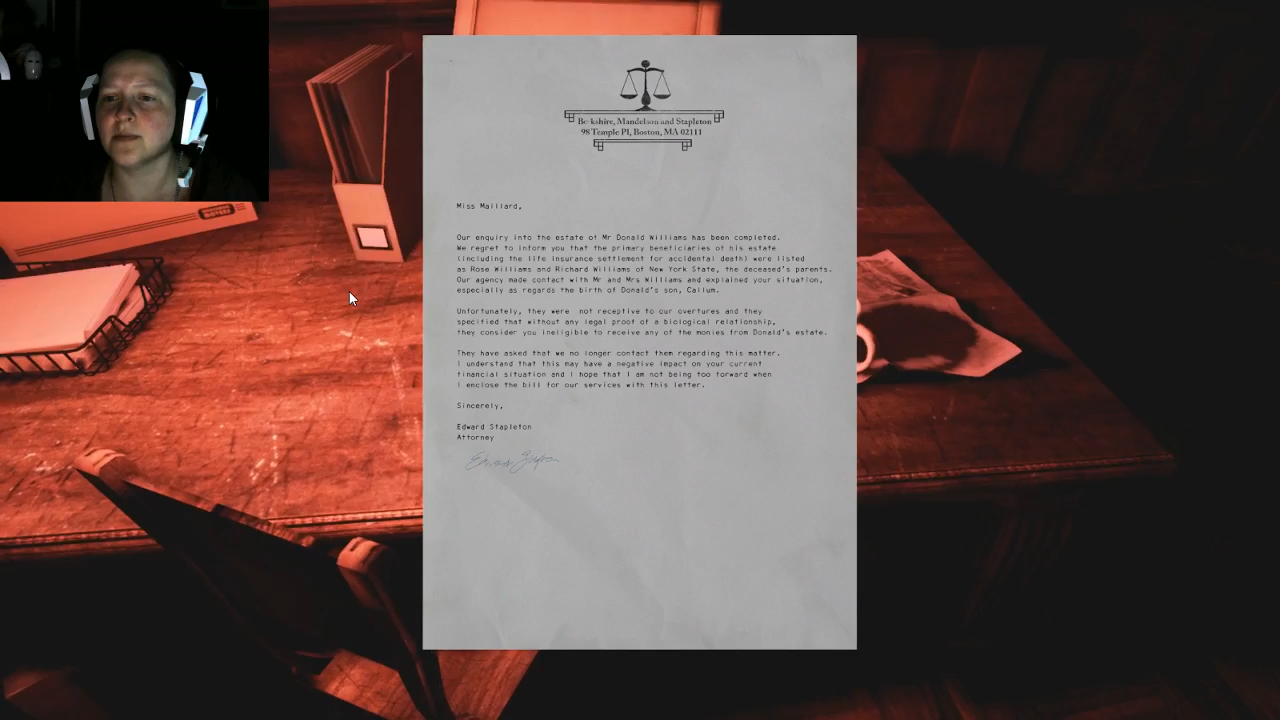 Berkshire, Mandelson and Stapleton
98 Temple Pl, Boston, MA 02111
Miss Maillard,
Our enquiry into the estate of Mr Donald Williams has been completed.
We regret to inform you that the primary beneficiaries of his estate
(including the life insurance settlement for accidental death) were listed
as Rose Williams and Richard Williams of New York State, the deceased's parents.
Our agency made contact with Mr and Mrs Williams and explained your situation,
especially as regards the birth of Donald's son, Callum.
Unfortunately, they were not receptive to our overtures and they
specified that without any legal proof of a biological relationship,
they consider you ineligible to receive any of the monies from Donald's estate.
They have asked that we no longer contact them regarding this matter.
I understand that this may have a negative impact on your current
financial situation and I hope that I am not being too forward when
I enclose the bill for our services with this letter.
Sincerely,
Edward Stapleton
Attorney